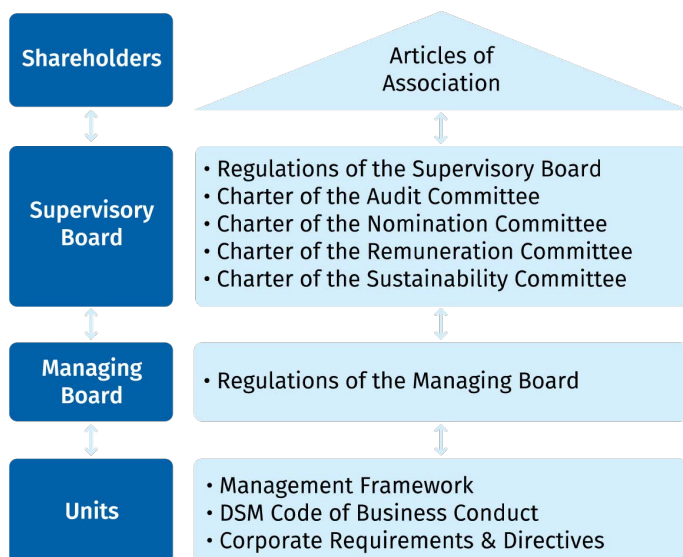 Shareholders
Articles of
Association
Supervisory
Board
• Regulations of the Supervisory Board
• Charter of the Audit Committee
• Charter of the Nomination Committee
• Charter of the Remuneration Committee
• Charter of the Sustainability Committee
Managing
Board
• Regulations of the Managing Board
Units
• Management Framework
• DSM Code of Business Conduct
• Corporate Requirements & Directives